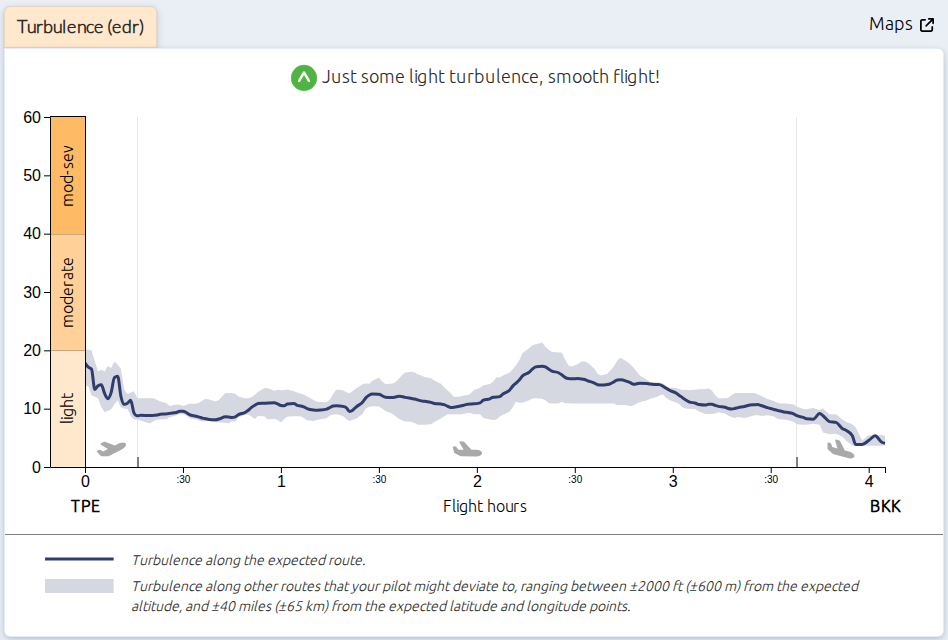 Turbulence (edr)
Maps
Just some light turbulence, smooth flight!
60
50
40
30
20
10
0
mod-sev
moderate
light
0
:30
1
:30
2
:30
3
:30
4
TPE
Flight hours
BKK
Turbulence along the expected route.
Turbulence along other routes that your pilot might deviate to, ranging between ±2000 ft (±600 m) from the expected
altitude, and ±40 miles (±65 km) from the expected latitude and longitude points.